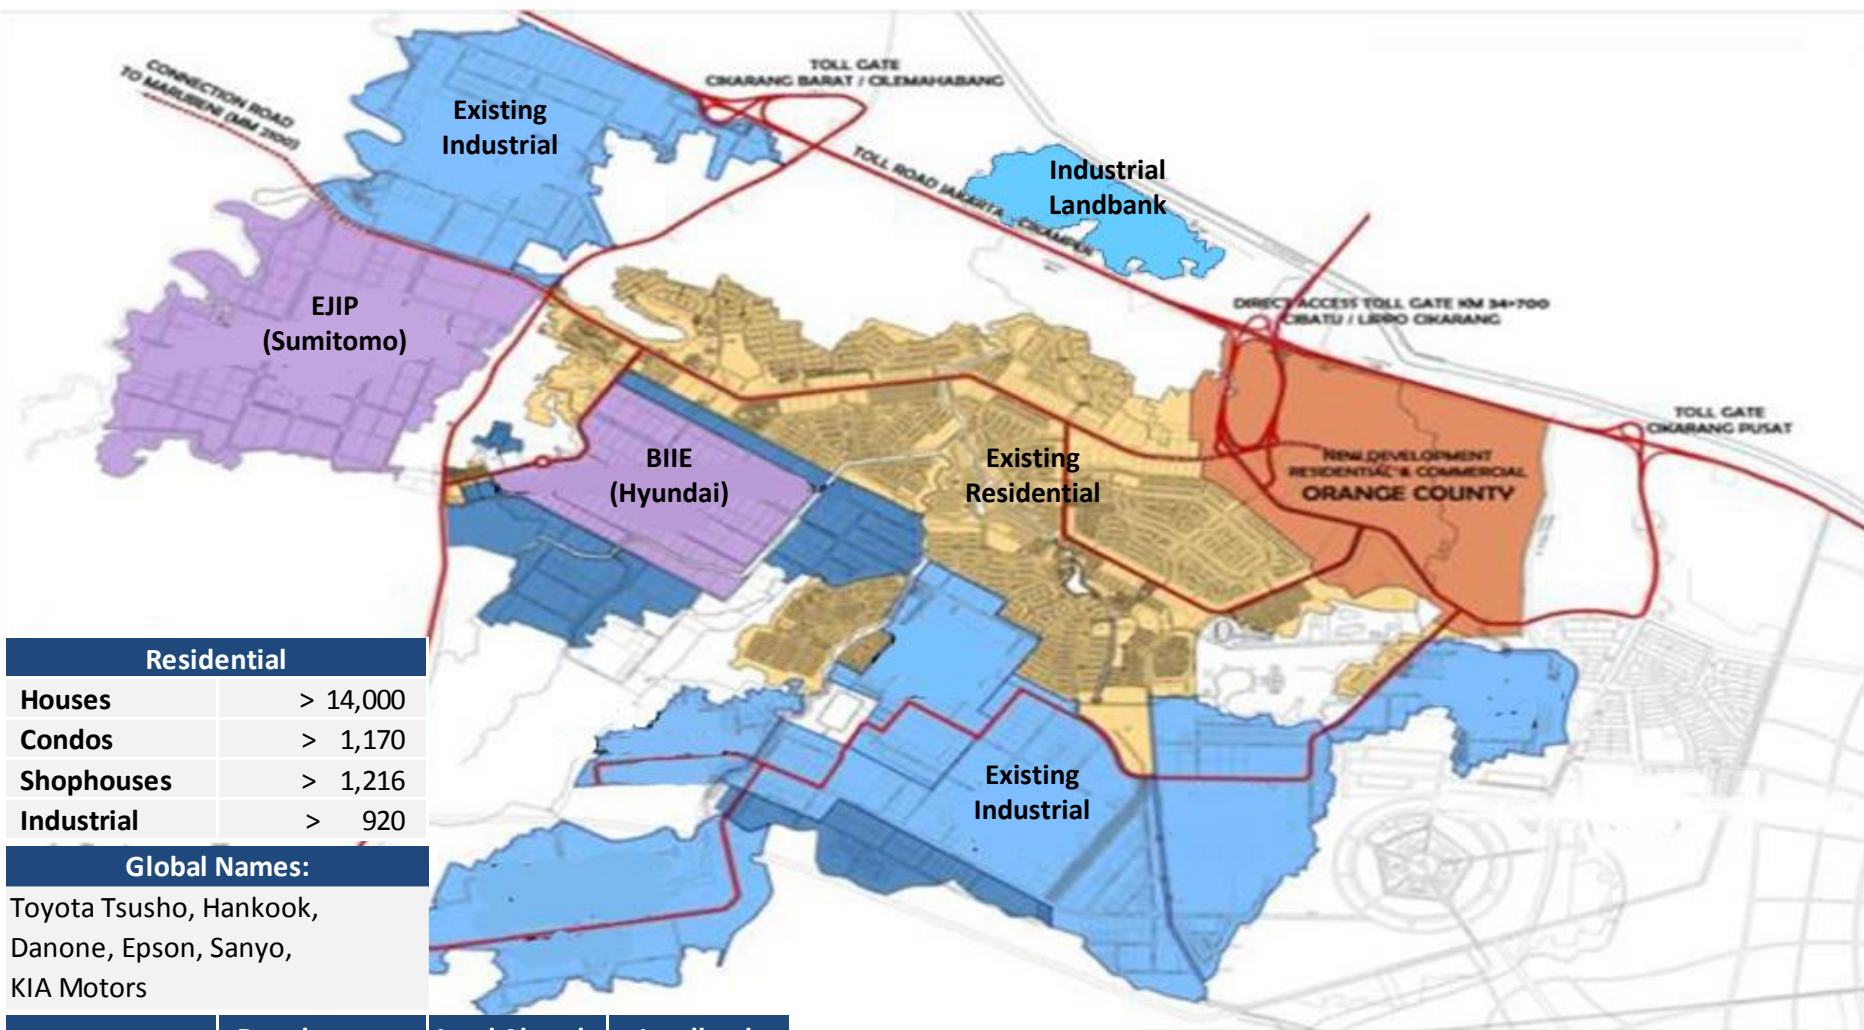 TOLL GATE
CIKARANG BARAT / CILEMAHABANG
CONNECTION ROAD
TO MARUBENI (MM 2100)
Existing
Industrial
TOLL ROAD JAKARTA - CIKAMPEK
Industrial
Landbank
EJIP
(Sumitomo)
DIRECT ACCESS TOLL GATE KM 34+700
CIBATU / LIPPO CIKARANG
TOLL GATE
CIKARANG PUSAT
BIIE
(Hyundai)
Existing
Residential
NEW DEVELOPMENT
RESIDENTIAL & COMMERCIAL
ORANGE COUNTY
Existing
Industrial
Residential
Houses > 14,000
Condos > 1,170
Shophouses > 1,216
Industrial > 920
Global Names:
Toyota Tsusho, Hankook,
Danone, Epson, Sanyo,
KIA Motors